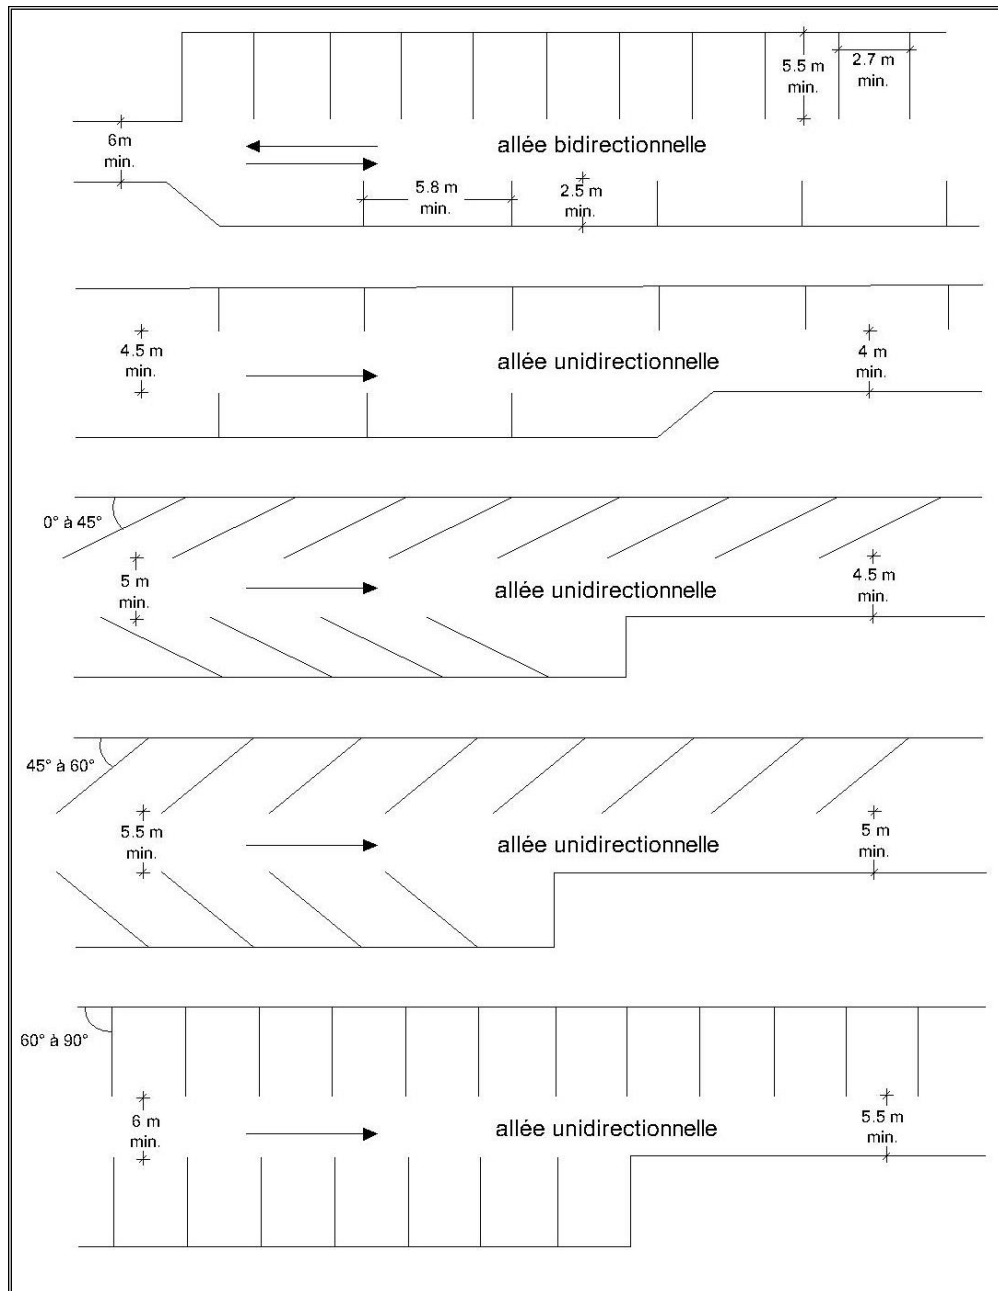 5.5 m
min.
2.7 m
min.
6m
min.
allée bidirectionnelle
5.8 m
min.
2.5 m
min.
4.5 m
min.
allée unidirectionnelle
4 m
min.
0° à 45°
5 m
min.
allée unidirectionnelle
4.5 m
min.
45° à 60°
5.5 m
min.
allée unidirectionnelle
5 m
min.
60° à 90°
6 m
min.
allée unidirectionnelle
5.5 m
min.